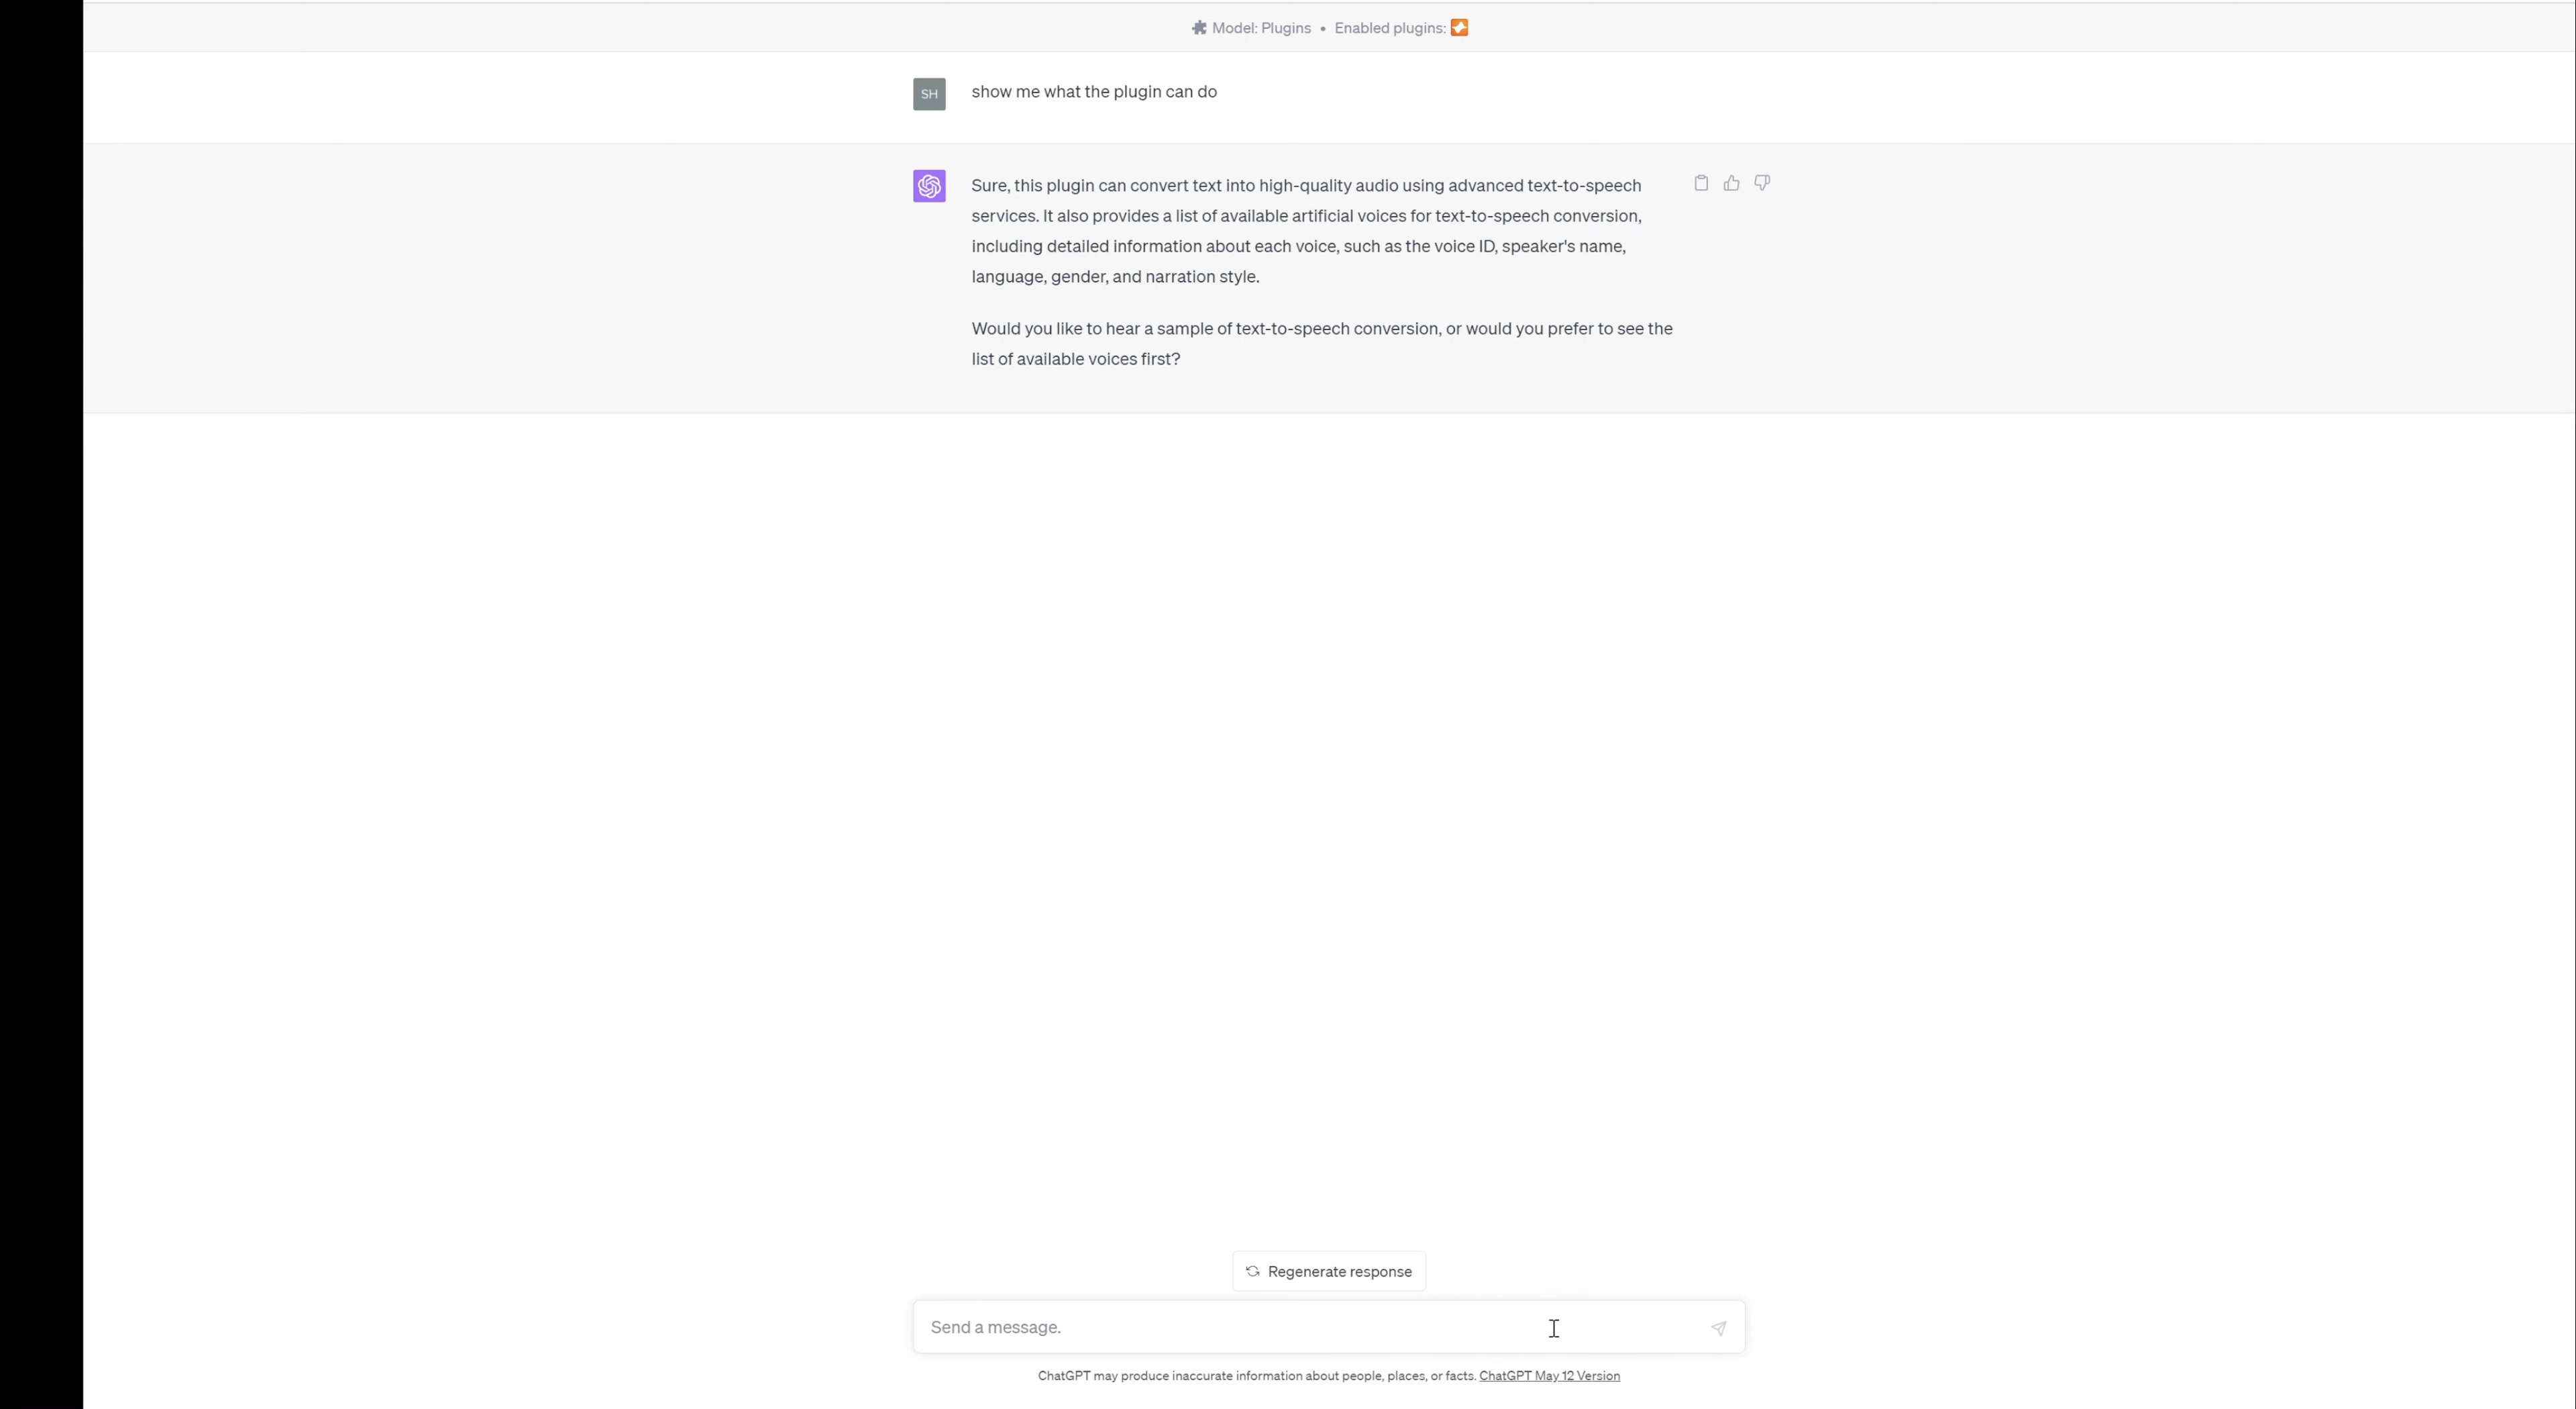 Model: Plugins • Enabled plugins:
SH
show me what the plugin can do
Sure, this plugin can convert text into high-quality audio using advanced text-to-speech
services. It also provides a list of available artificial voices for text-to-speech conversion,
including detailed information about each voice, such as the voice ID, speaker's name,
language, gender, and narration style.
Would you like to hear a sample of text-to-speech conversion, or would you prefer to see the
list of available voices first?
Regenerate response
Send a message.
ChatGPT may produce inaccurate information about people, places, or facts. ChatGPT May 12 Version